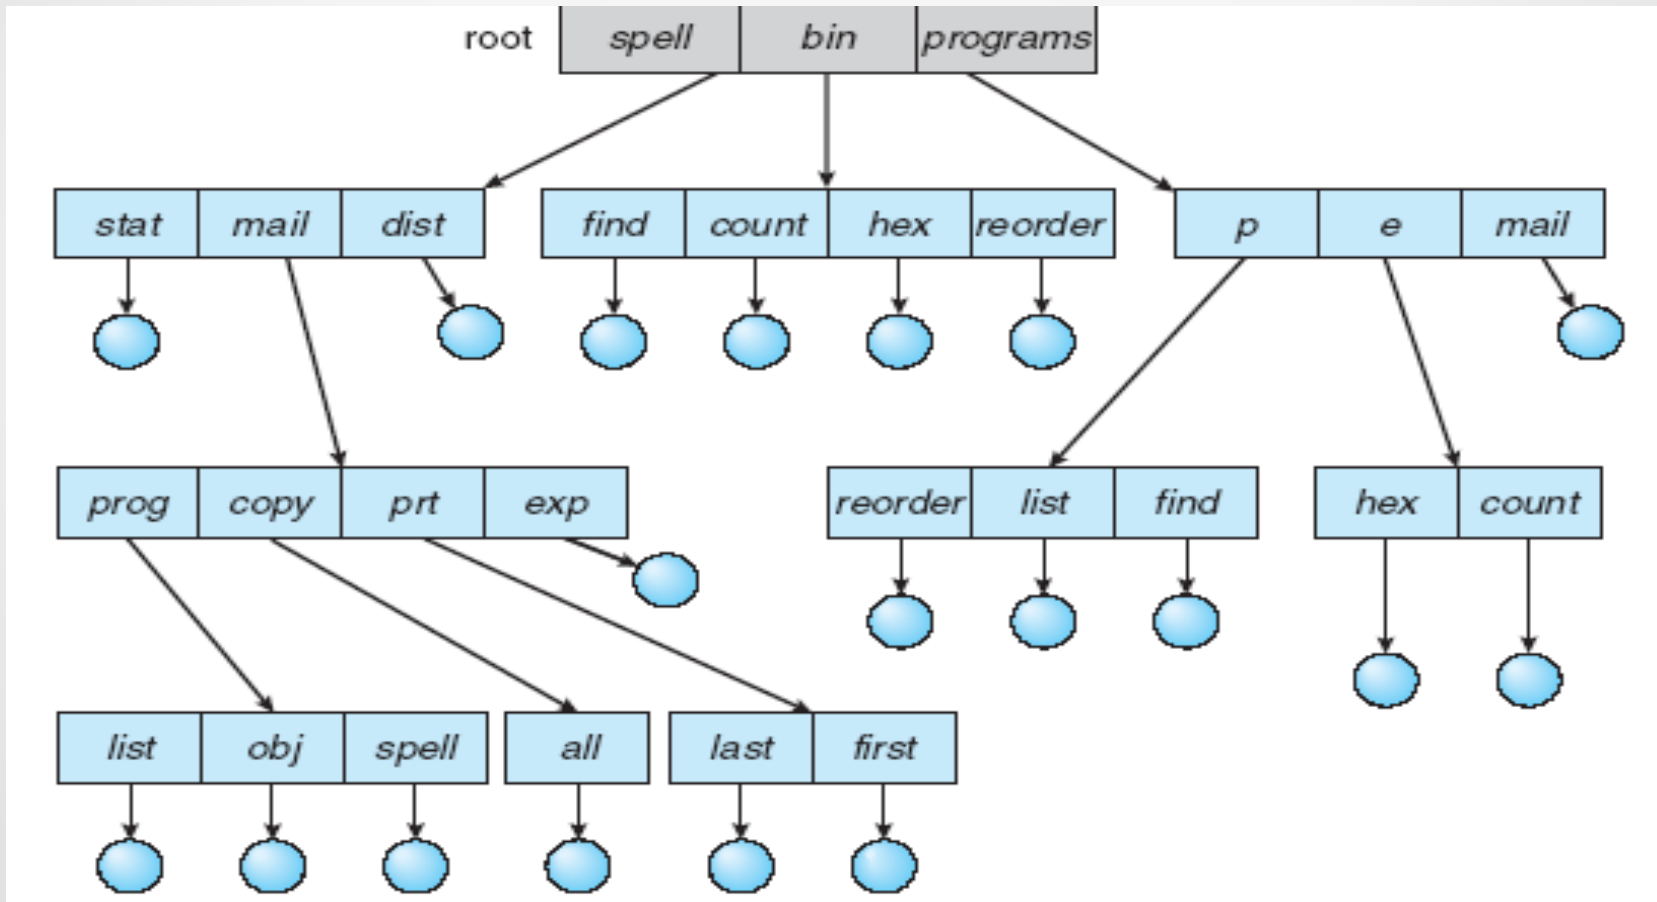 root spell bin programs
stat mail dist find count hex reorder p e mail
prog copy prt exp reorder list find hex count
list obj spell all last first